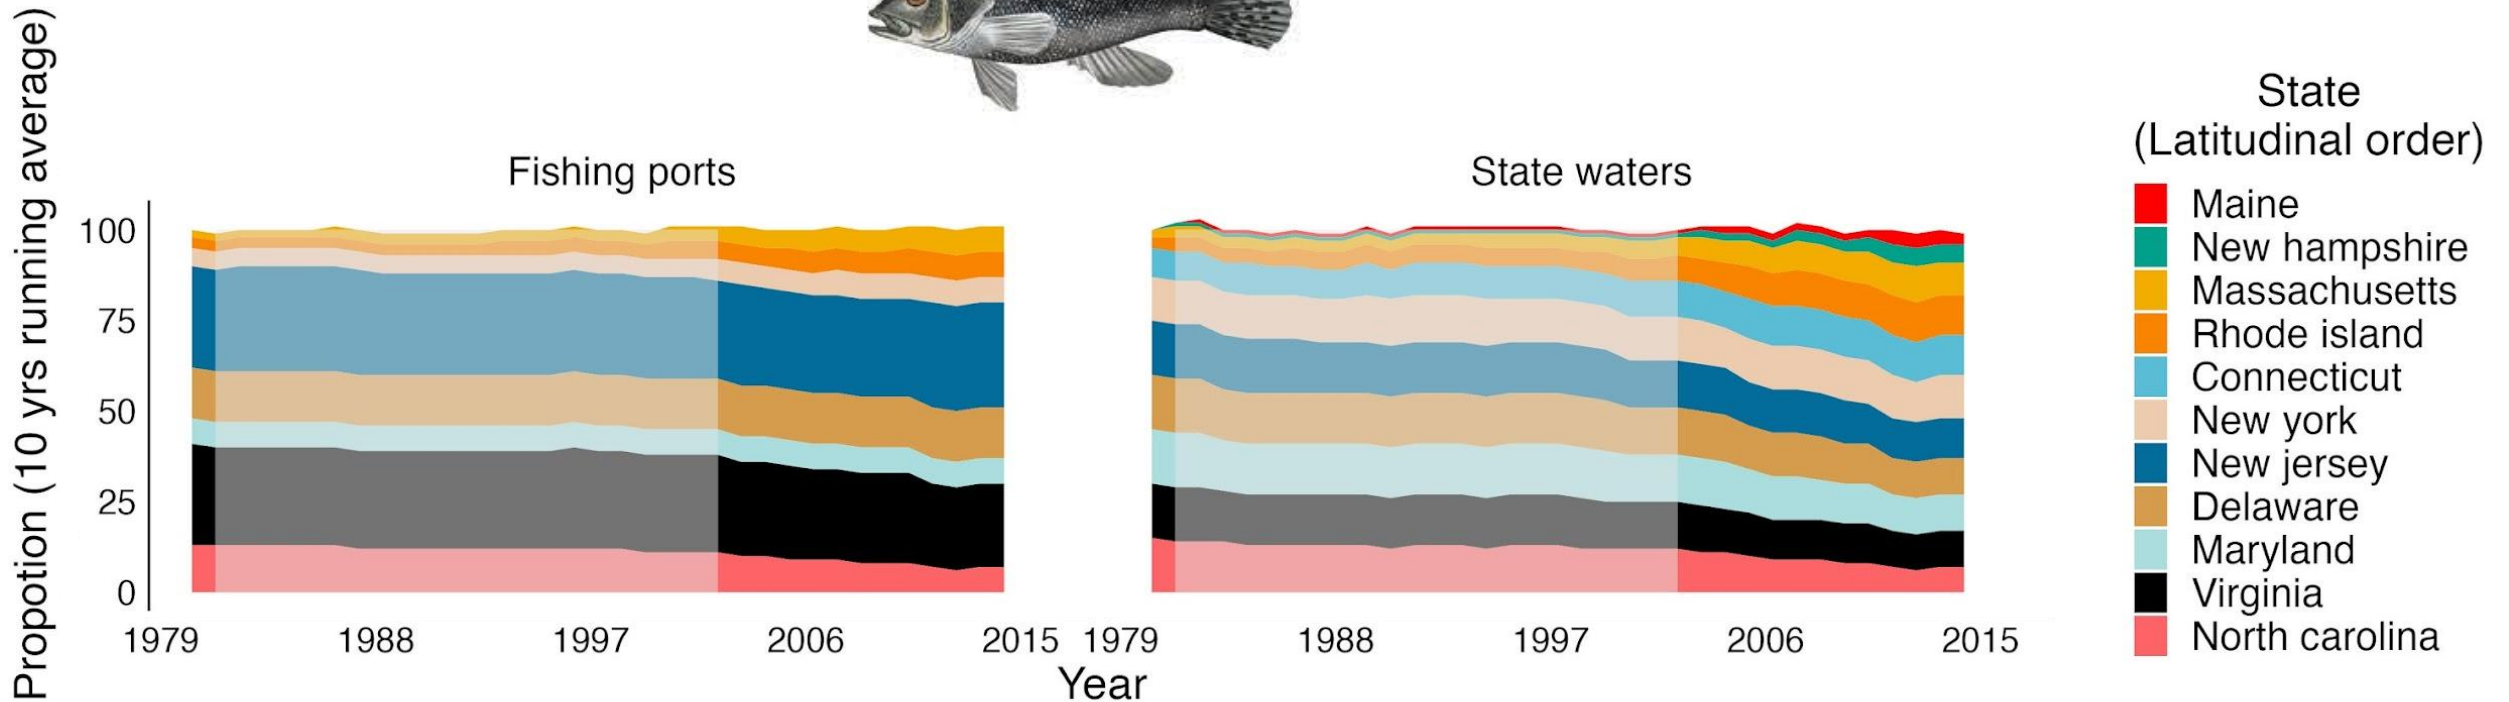 Propotion (10 yrs running average)
Fishing ports
State waters
100
75
50
25
0
1979
1988
1997
2006
2015
1979
1988
1997
2006
2015
Year
State
(Latitudinal order)
Maine
New hampshire
Massachusetts
Rhode island
Connecticut
New york
New jersey
Delaware
Maryland
Virginia
North carolina